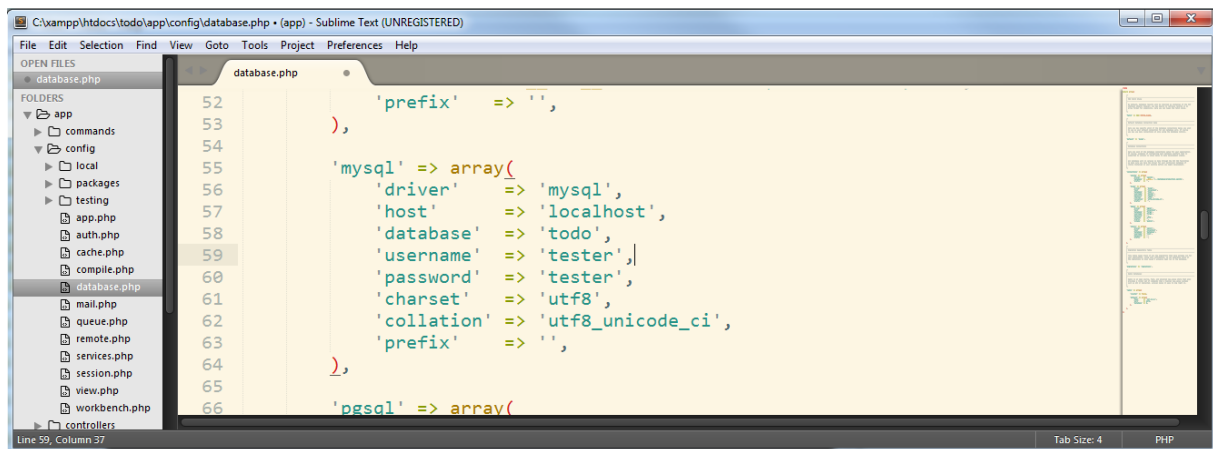 C:\xampp\htdocs\todo\app\config\database.php • (app) - Sublime Text (UNREGISTERED)
File Edit Selection Find View Goto Tools Project Preferences Help
OPEN FILES
database.php
FOLDERS
app
commands
config
local
packages
testing
app.php
auth.php
cache.php
compile.php
database.php
mail.php
queue.php
remote.php
services.php
session.php
view.php
workbench.php
controllers
database.php
52 'prefix' => '',
53 ),
54
55 'mysql' => array(
56 'driver' => 'mysql',
57 'host' => 'localhost',
58 'database' => 'todo',
59 'username' => 'tester',
60 'password' => 'tester',
61 'charset' => 'utf8',
62 'collation' => 'utf8_unicode_ci',
63 'prefix' => '',
64 ),
65
66 'pgsql' => array(
Line 59, Column 37
Tab Size: 4 PHP